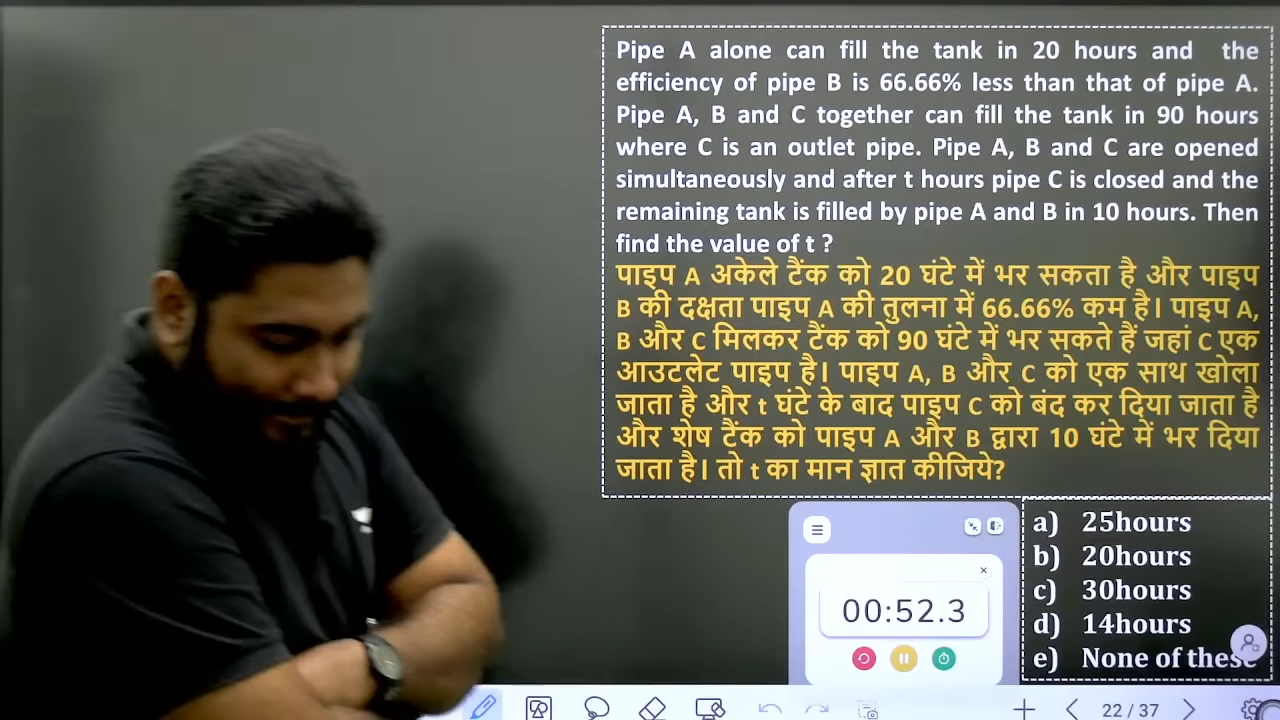 Pipe A alone can fill the tank in 20 hours and the
efficiency of pipe B is 66.66% less than that of pipe A.
Pipe A, B and C together can fill the tank in 90 hours
where C is an outlet pipe. Pipe A, B and C are opened
simultaneously and after t hours pipe C is closed and the
remaining tank is filled by pipe A and B in 10 hours. Then
find the value of t ?
पाइप A अकेले टैंक को 20 घंटे में भर सकता है और पाइप
B की दक्षता पाइप A की तुलना में 66.66% कम है। पाइप A,
B और C मिलकर टैंक को 90 घंटे में भर सकते हैं जहां C एक
आउटलेट पाइप है। पाइप A, B और C को एक साथ खोला
जाता है और t घंटे के बाद पाइप C को बंद कर दिया जाता है
और शेष टैंक को पाइप A और B द्वारा 10 घंटे में भर दिया
जाता है। तो t का मान ज्ञात कीजिये?
a) 25hours
b) 20hours
c) 30hours
d) 14hours
e) None of these
00:52.3
22 / 37